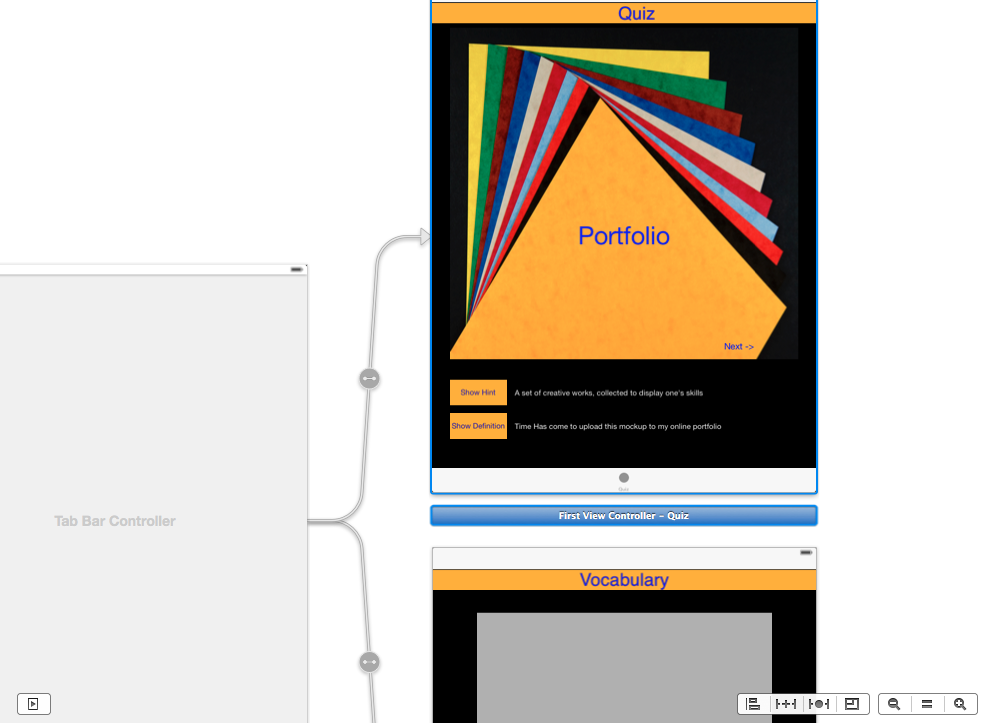 Quiz
Portfolio
Next ->
Show Hint
A set of creative works, collected to display one's skills
Show Definition
Time Has come to upload this mockup to my online portfolio
Quiz
First View Controller – Quiz
Tab Bar Controller
Vocabulary